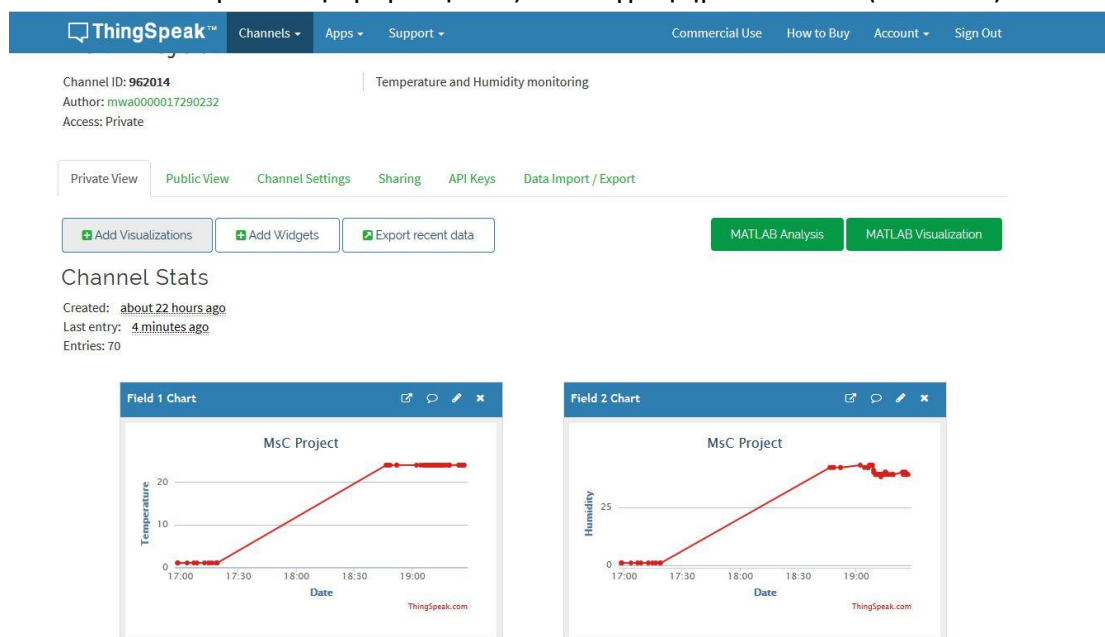 ThingSpeak™ Channels Apps Support Commercial Use How to Buy Account Sign Out
Channel ID: 962014
Temperature and Humidity monitoring
Author: mwa0000017290232
Access: Private
Private View Public View Channel Settings Sharing API Keys Data Import / Export
Add Visualizations Add Widgets Export recent data MATLAB Analysis MATLAB Visualization
Channel Stats
Created: about 22 hours ago
Last entry: 4 minutes ago
Entries: 70
Field 1 Chart
MsC Project
Temperature
20
10
0
17:00 17:30 18:00 18:30 19:00
Date
ThingSpeak.com
Field 2 Chart
MsC Project
Humidity
25
0
17:00 17:30 18:00 18:30 19:00
Date
ThingSpeak.com